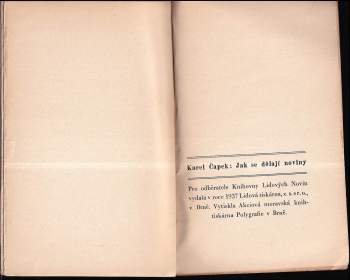 Karel Čapek: Jak se dělají noviny
Pro odběratele Knihovny Lidových Novin
vydala v roce 1937 Lidová tiskárna, s. s r. o.,
v Brně. Vytiskla Akciová moravská knih-
tiskárna Polygrafie v Brně.